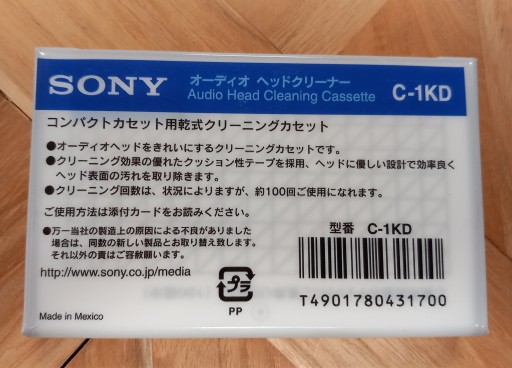 SONY
オーディオ ヘッドクリーナー
Audio Head Cleaning Cassette
C-1KD
コンパクトカセット用乾式クリーニングカセット
●オーディオヘッドをきれいにするクリーニングカセットです。
●クリーニング効果の優れたクッション性テープを採用、ヘッドに優しい設計で効率良く
ヘッド表面の汚れを取り除きます。
●クリーニング回数は、状況によりますが、約100回ご使用になれます。
ご使用方法は添付カードをお読みください。
●万一当社の製造上の原因による不良がありました
場合は、同数の新しい製品とお取り替え致します。
それ以外の責はご容赦願います。
http://www.sony.co.jp/media
型番 C-1KD
プラ
PP
T4901780431700
Made in Mexico